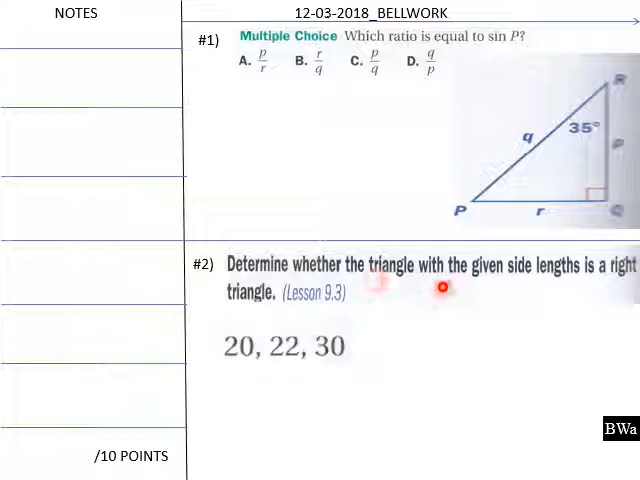 NOTES
12-03-2018_BELLWORK
#1)
Multiple Choice Which ratio is equal to sin P?
A. p/r B. r/q C. p/q D. q/p
R
35°
q
p
P
r
Q
#2) Determine whether the triangle with the given side lengths is a right
triangle. (Lesson 9.3)
20, 22, 30
BWa
/10 POINTS